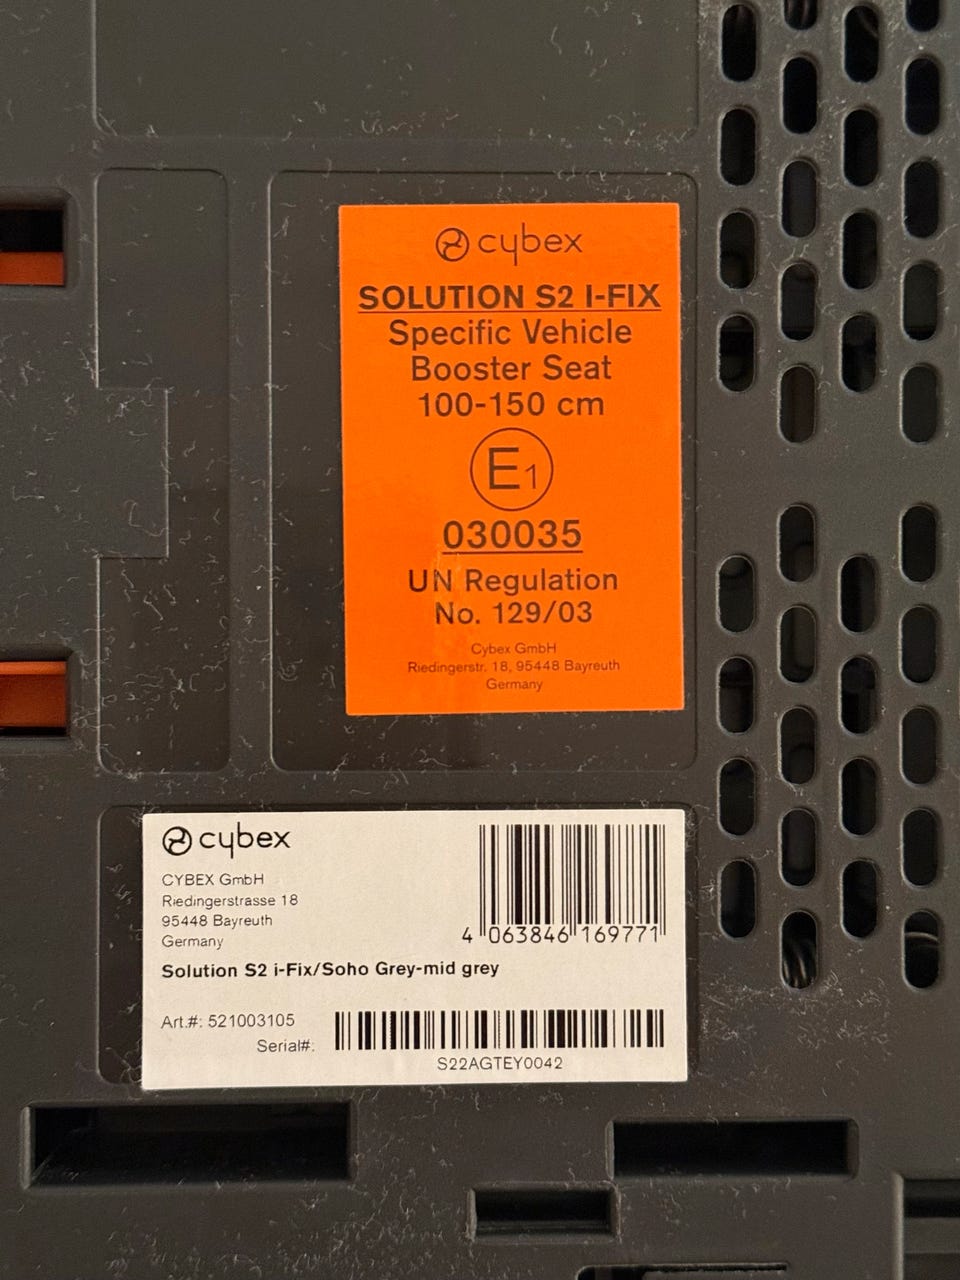 cybex
SOLUTION S2 I-FIX
Specific Vehicle
Booster Seat
100-150 cm
E1
030035
UN Regulation
No. 129/03
Cybex GmbH
Riedingerstr. 18, 95448 Bayreuth
Germany
cybex
CYBEX GmbH
Riedingerstrasse 18
95448 Bayreuth
Germany
4 063846 169771
Solution S2 i-Fix/Soho Grey-mid grey
Art.#: 521003105
Serial#:
S22AGTEY0042